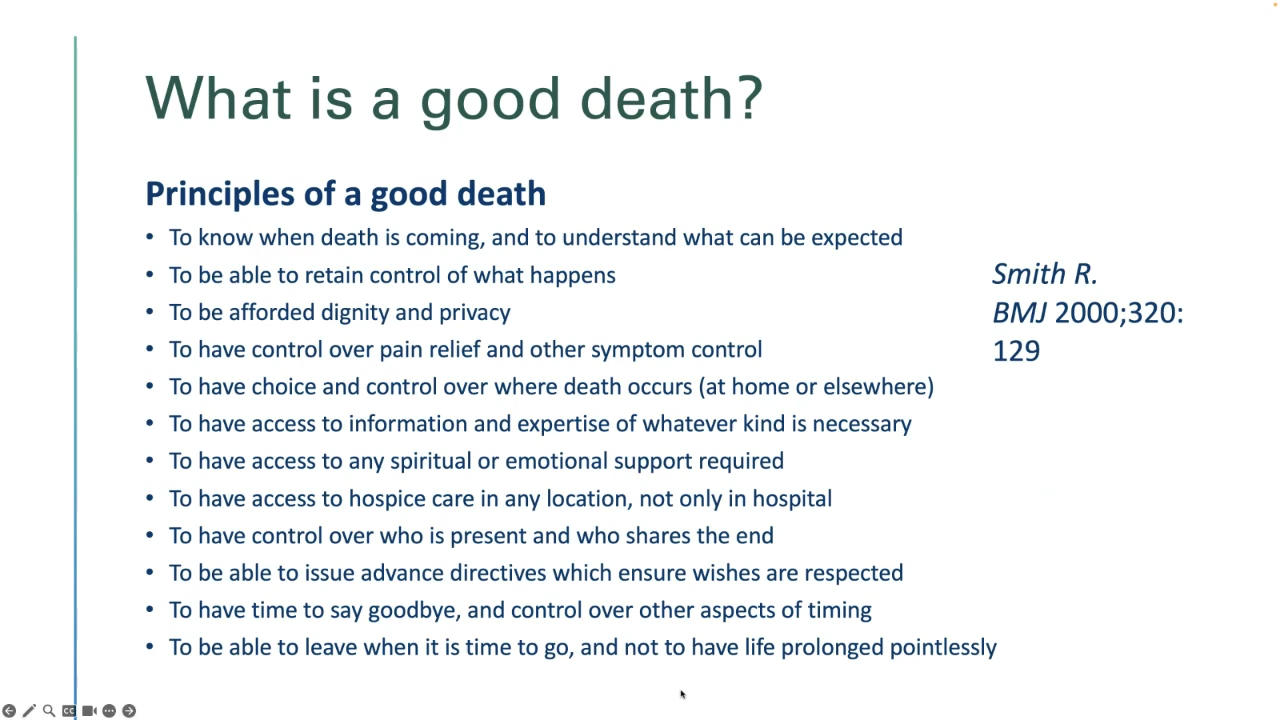 What is a good death?
Principles of a good death
• To know when death is coming, and to understand what can be expected
• To be able to retain control of what happens
• To be afforded dignity and privacy
• To have control over pain relief and other symptom control
• To have choice and control over where death occurs (at home or elsewhere)
• To have access to information and expertise of whatever kind is necessary
• To have access to any spiritual or emotional support required
• To have access to hospice care in any location, not only in hospital
• To have control over who is present and who shares the end
• To be able to issue advance directives which ensure wishes are respected
• To have time to say goodbye, and control over other aspects of timing
• To be able to leave when it is time to go, and not to have life prolonged pointlessly
Smith R.
BMJ 2000;320:
129
CC